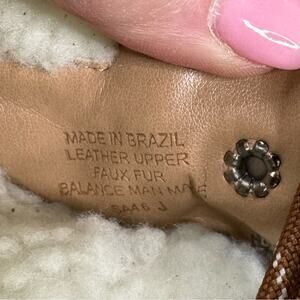 MADE IN BRAZIL
LEATHER UPPER
FAUX FUR
BALANCE MAN MADE